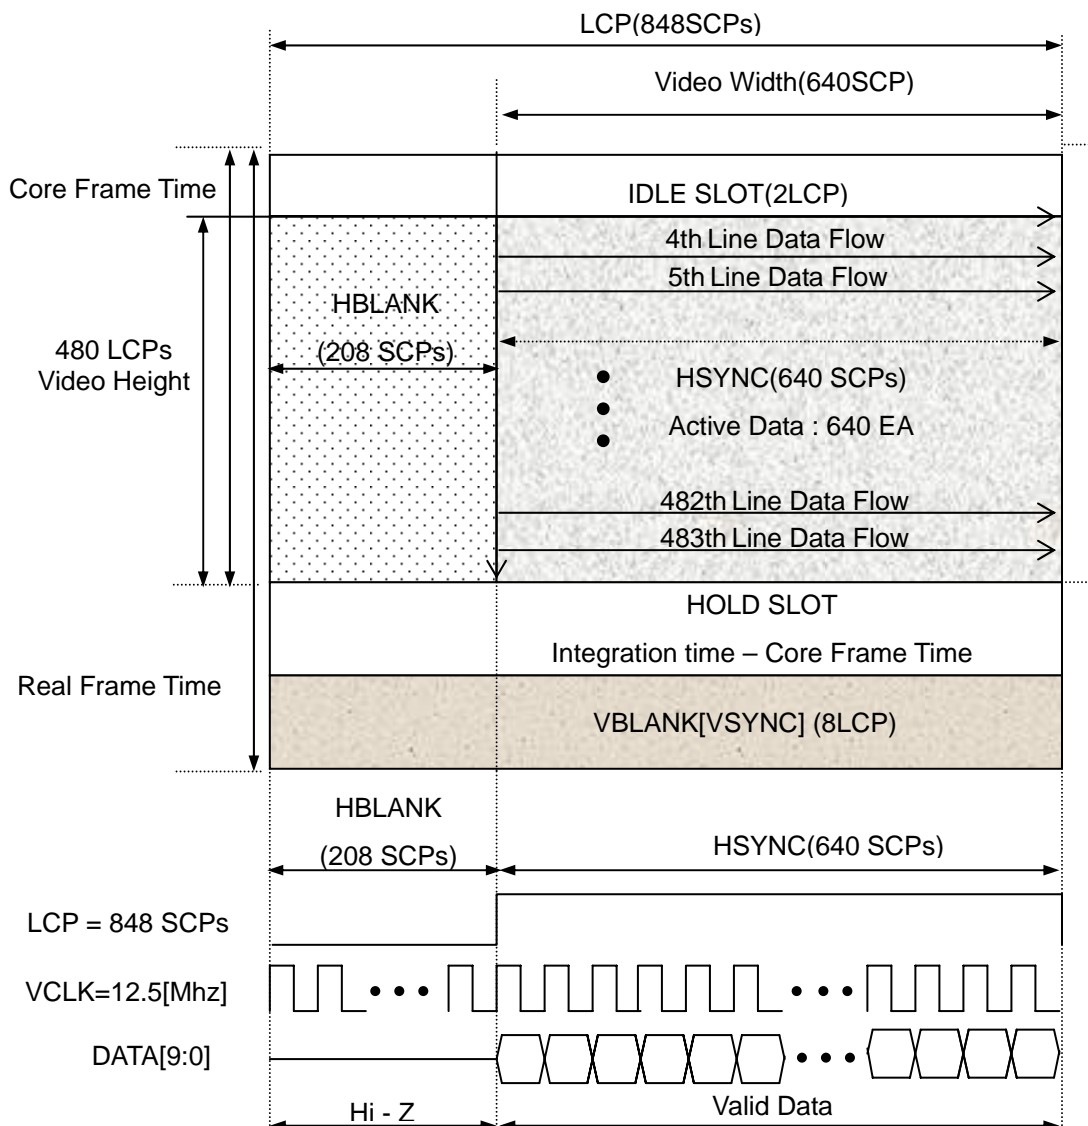 LCP(848SCPs)
Video Width(640SCP)
Core Frame Time
IDLE SLOT(2LCP)
4th Line Data Flow
5th Line Data Flow
HBLANK
(208 SCPs)
480 LCPs
Video Height
HSYNC(640 SCPs)
Active Data : 640 EA
482th Line Data Flow
483th Line Data Flow
HOLD SLOT
Integration time – Core Frame Time
Real Frame Time
VBLANK[VSYNC] (8LCP)
HBLANK
(208 SCPs)
HSYNC(640 SCPs)
LCP = 848 SCPs
VCLK=12.5[Mhz]
DATA[9:0]
Hi - Z
Valid Data